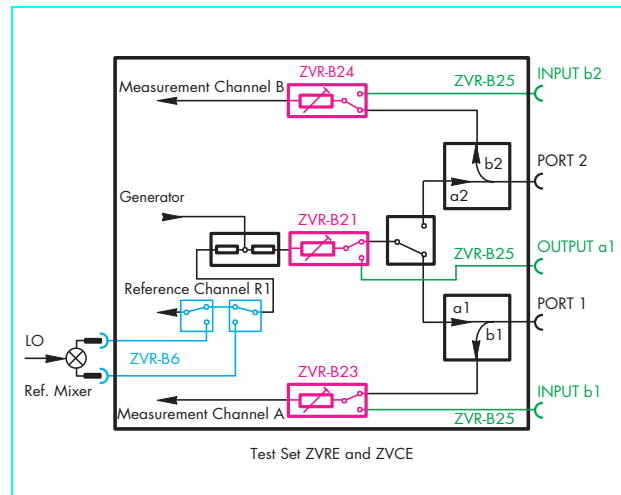 ZVR-B24
INPUT b2
Measurement Channel B
ZVR-B25
b2
PORT 2
a2
Generator
ZVR-B21
OUTPUT a1
ZVR-B25
Reference Channel R1
a1
PORT 1
b1
LO
ZVR-B6
ZVR-B23
Ref. Mixer
INPUT b1
Measurement Channel A
ZVR-B25
Test Set ZVRE and ZVCE